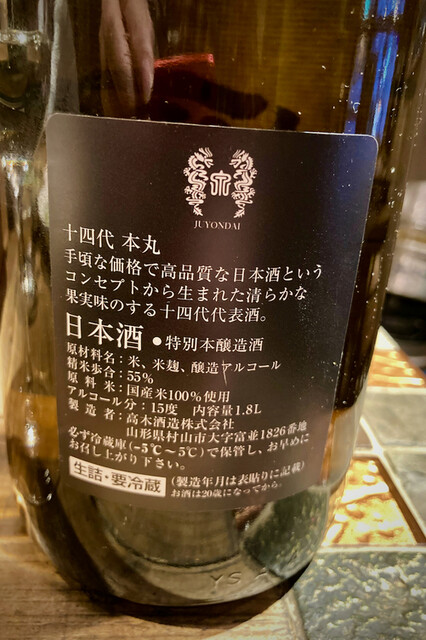 JUYONDAI
十四代 本丸
手頃な価格で高品質な日本酒という
コンセプトから生まれた清らかな
果実味のする十四代代表酒。
日本酒●特別本醸造酒
原材料名：米、米麹、醸造アルコール
精米歩合：55%
原料米：国産米100%使用
アルコール分：15度 内容量1.8L
製造者：高木酒造株式会社
山形県村山市大字富並1826番地
必ず冷蔵庫(-5℃～5℃)で保管し、お早めに
お召し上がり下さい。
生詰・要冷蔵
(製造年月は表貼りに記載)
お酒は20歳になってから。
YS